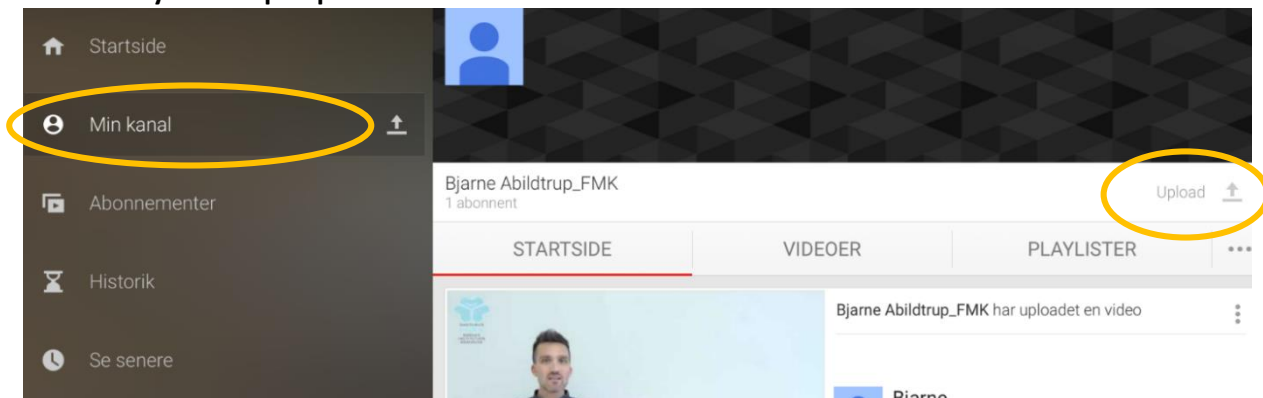 Startside
Min kanal
Abonnementer
Historik
Se senere
Bjarne Abildtrup_FMK
1 abonnent
Upload
STARTSIDE
VIDEOER
PLAYLISTER
Bjarne Abildtrup_FMK har uploadet en video
Bjarne